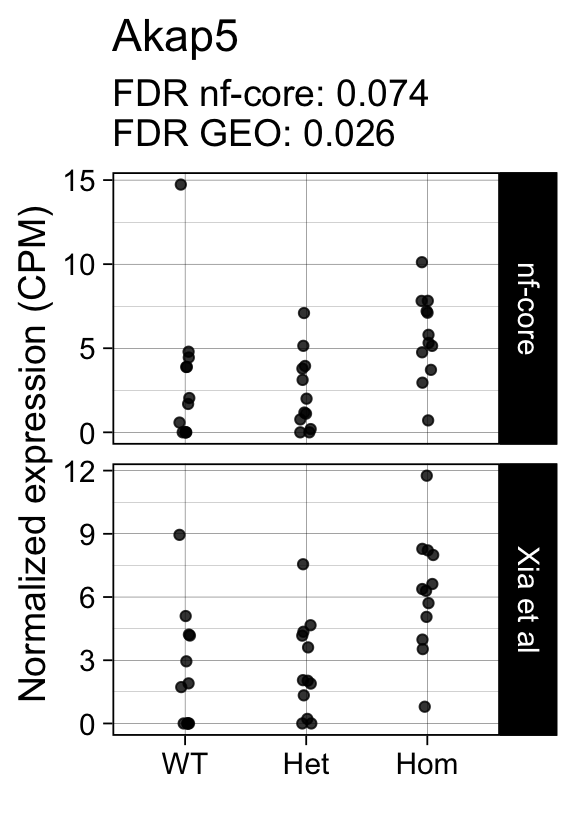 Akap5
FDR nf-core: 0.074
FDR GEO: 0.026
Normalized expression (CPM)
15
10
5
0
nf-core
12
9
6
3
0
Xia et al
WT Het Hom